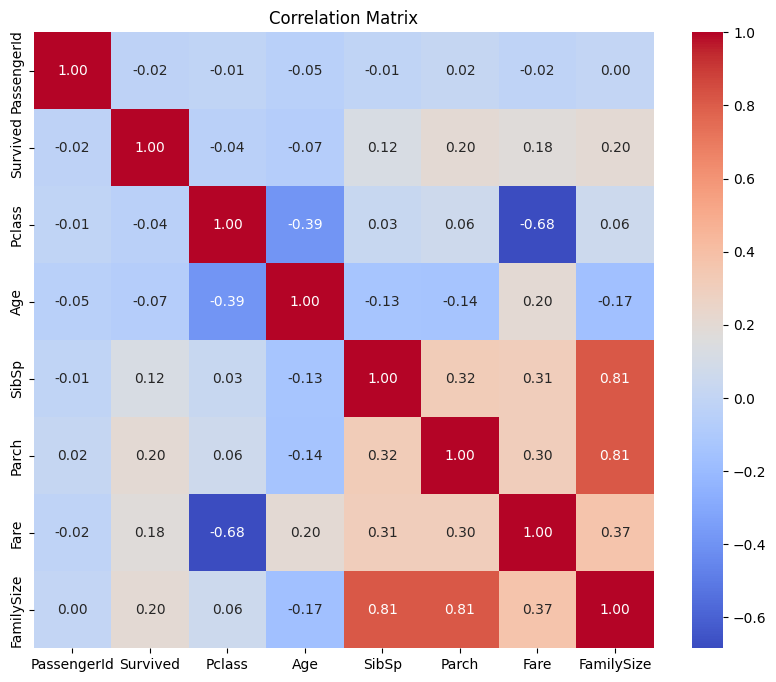 Correlation Matrix
PassengerId 1.00 -0.02 -0.01 -0.05 -0.01 0.02 -0.02 0.00
Survived -0.02 1.00 -0.04 -0.07 0.12 0.20 0.18 0.20
Pclass -0.01 -0.04 1.00 -0.39 0.03 0.06 -0.68 0.06
Age -0.05 -0.07 -0.39 1.00 -0.13 -0.14 0.20 -0.17
SibSp -0.01 0.12 0.03 -0.13 1.00 0.32 0.31 0.81
Parch 0.02 0.20 0.06 -0.14 0.32 1.00 0.30 0.81
Fare -0.02 0.18 -0.68 0.20 0.31 0.30 1.00 0.37
FamilySize 0.00 0.20 0.06 -0.17 0.81 0.81 0.37 1.00
PassengerId Survived Pclass Age SibSp Parch Fare FamilySize
1.0
0.8
0.6
0.4
0.2
0.0
−0.2
−0.4
−0.6